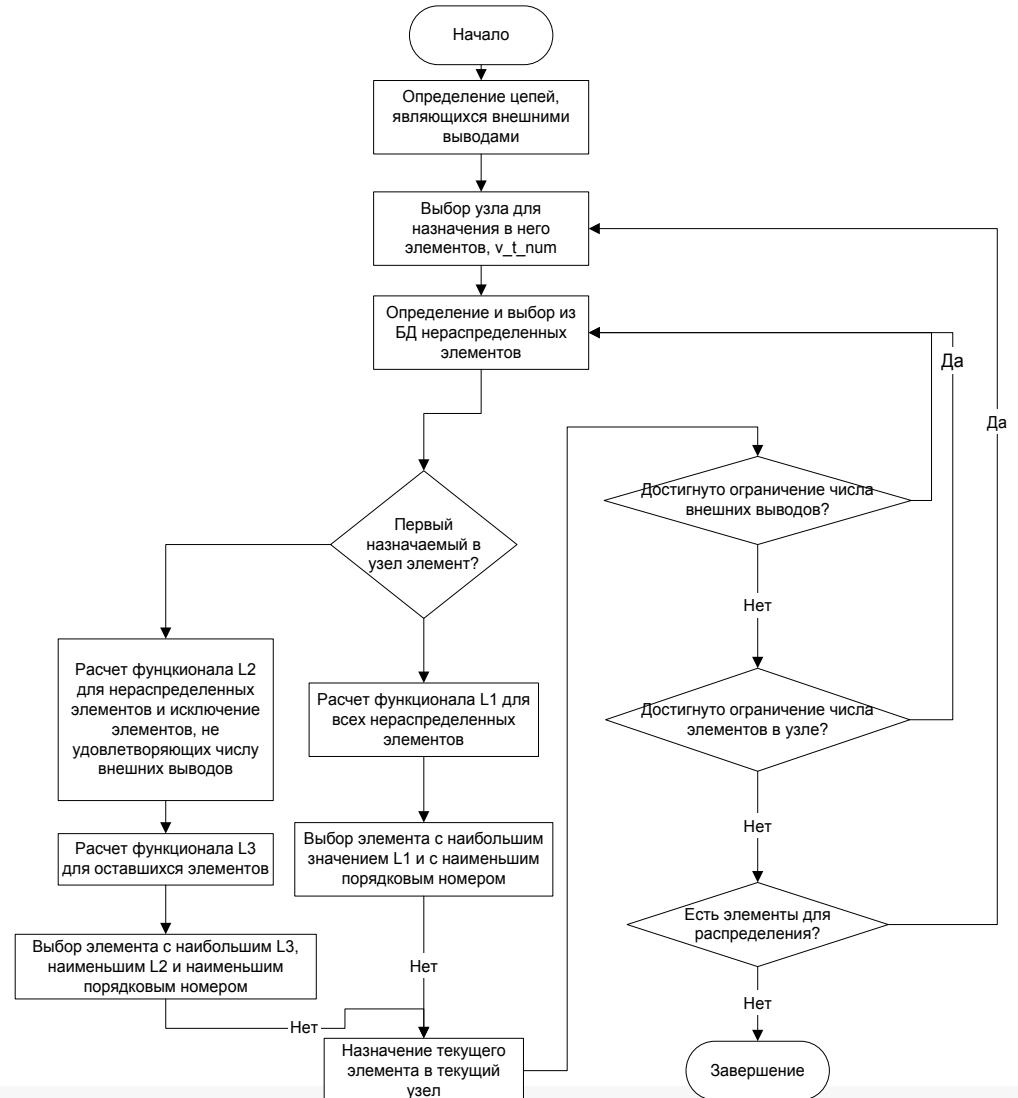 Начало
Определение цепей,
являющихся внешними
выводами
Выбор узла для
назначения в него
элементов, v_t_num
Определение и выбор из
БД нераспределенных
элементов
Да
Да
Достигнуто ограничение числа
внешних выводов?
Первый
назначаемый в
узел элемент?
Нет
Расчет фунцкионала L2
для нераспределенных
элементов и исключение
элементов, не
удовлетворяющих числу
внешних выводов
Расчет функционала L1 для
всех нераспределенных
элементов
Достигнуто ограничение числа
элементов в узле?
Нет
Расчет функционала L3
для оставшихся элементов
Выбор элемента с наибольшим
значением L1 и с наименьшим
порядковым номером
Есть элементы для
распределения?
Выбор элемента с наибольшим L3,
наименьшим L2 и наименьшим
порядковым номером
Нет
Нет
Нет
Назначение текущего
элемента в текущий
узел
Завершение